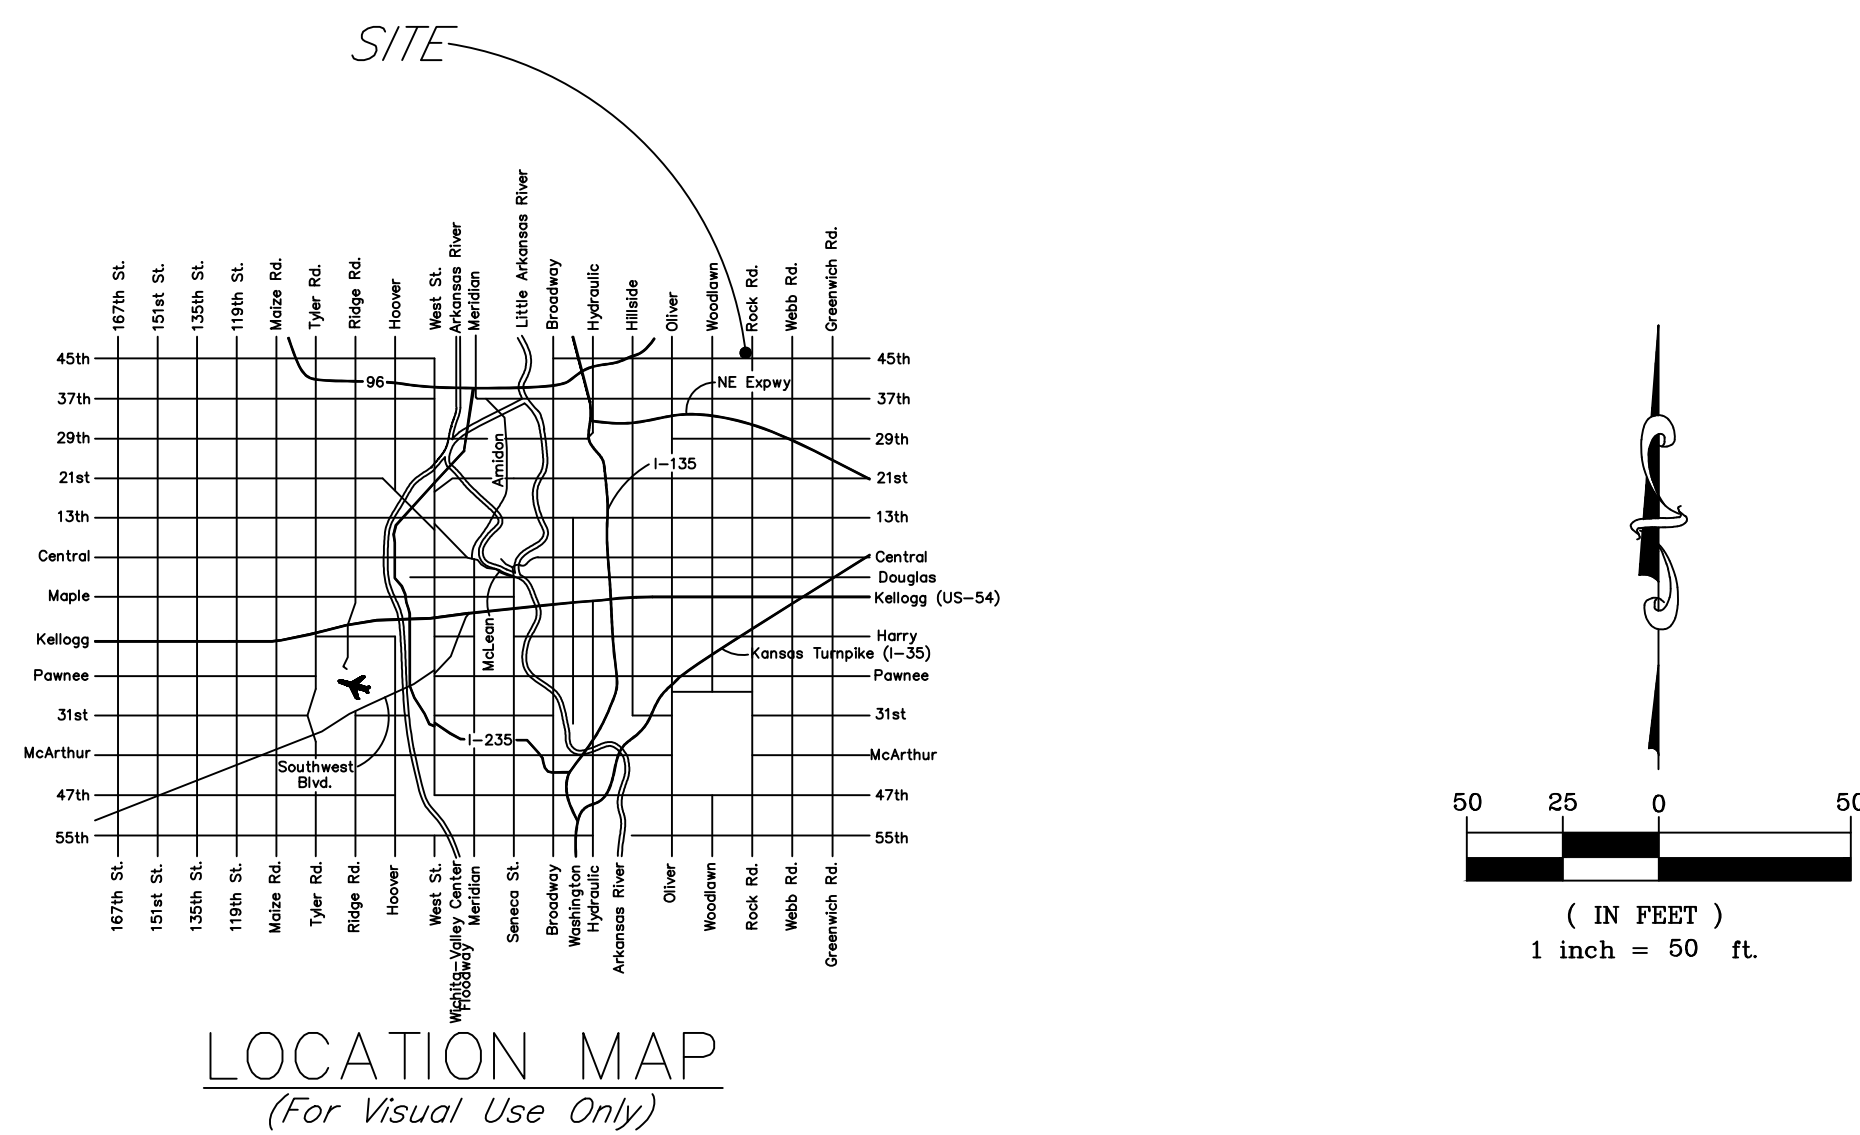 SITE
167th St.
151st St.
135th St.
119th St.
Maize Rd.
Tyler Rd.
Ridge Rd.
Hoover
West St.
Arkansas River
Meridian
Little Arkansas River
Broadway
Hydraulic
Hillside
Oliver
Woodlawn
Rock Rd.
Webb Rd.
Greenwich Rd.
45th
45th
96
NE Expwy
37th
37th
29th
29th
Amidon
I-135
21st
21st
13th
13th
Central
Central
Douglas
Maple
Kellogg (US-54)
McLean
Kellogg
Harry
Kansas Turnpike (I-35)
Pawnee
Pawnee
31st
31st
I-235
McArthur
McArthur
Southwest
Blvd.
47th
47th
55th
55th
167th St.
151st St.
135th St.
119th St.
Maize Rd.
Tyler Rd.
Ridge Rd.
Hoover
West St.
Wichita-Valley Center
Floodway
Meridian
Seneca St.
Broadway
Washington
Hydraulic
Arkansas River
Oliver
Woodlawn
Rock Rd.
Webb Rd.
Greenwich Rd.
LOCATION MAP
(For Visual Use Only)
50 25 0 50
( IN FEET )
1 inch = 50 ft.